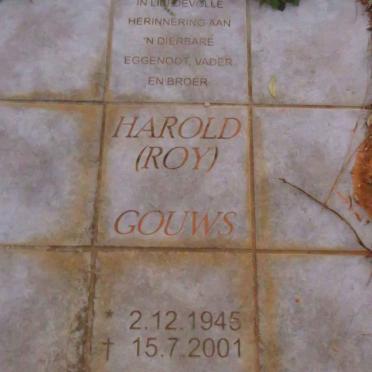 IN LIEFDEVOLLE
HERINNERING AAN
'N DIERBARE
EGGENOOT, VADER
EN BROER
HAROLD
(ROY)
GOUWS
* 2.12.1945
† 15.7.2001